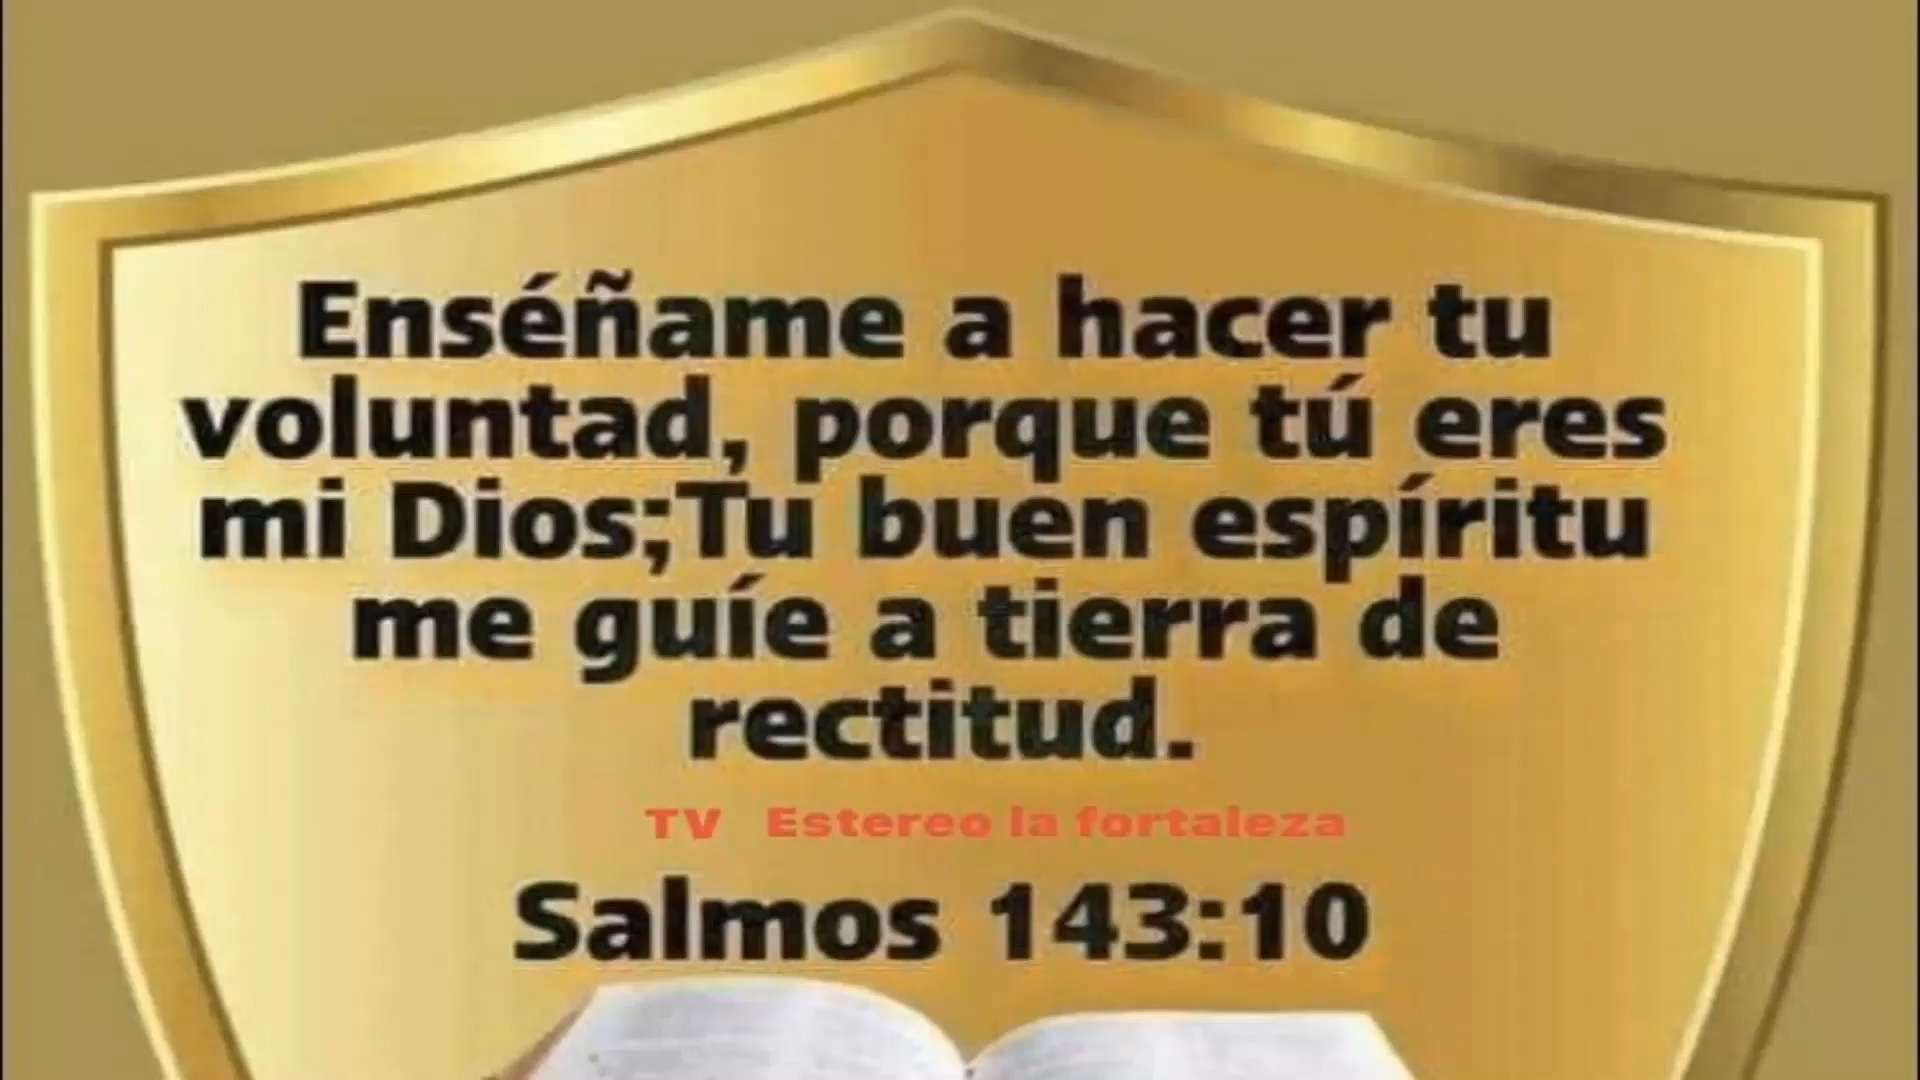 Enséñame a hacer tu
voluntad, porque tú eres
mi Dios;Tu buen espíritu
me guíe a tierra de
rectitud.
TV Estereo la fortaleza
Salmos 143:10